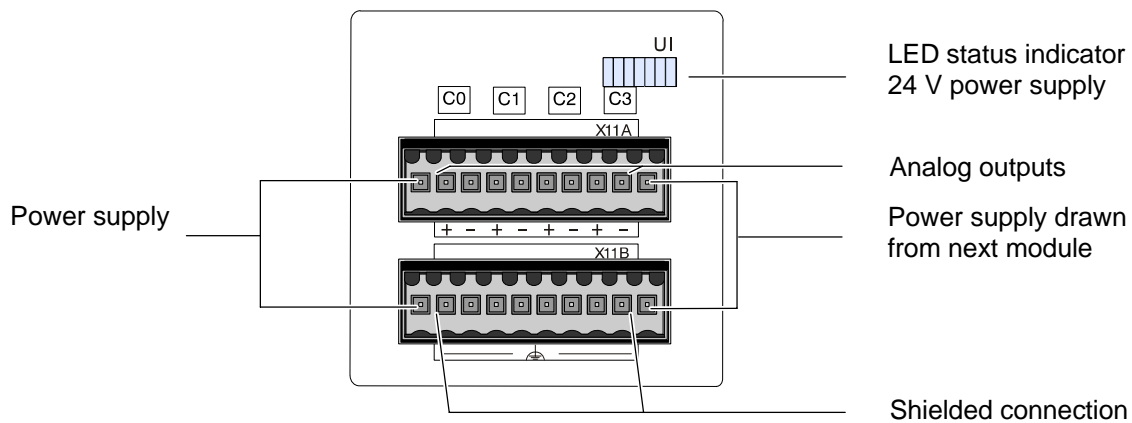 UI
LED status indicator
24 V power supply
C0 C1 C2 C3
X11A
Analog outputs
Power supply
Power supply drawn
from next module
+ − + − + − + −
X11B
Shielded connection